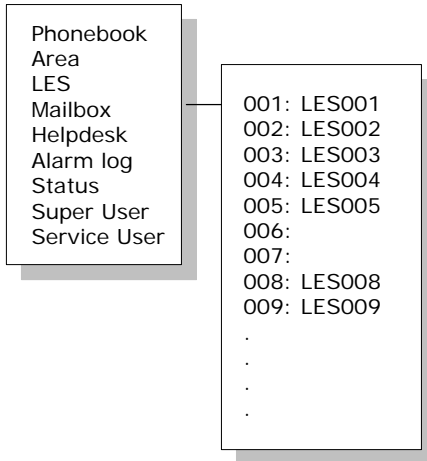 Phonebook
Area
LES
Mailbox
Helpdesk
Alarm log
Status
Super User
Service User
001: LES001
002: LES002
003: LES003
004: LES004
005: LES005
006:
007:
008: LES008
009: LES009
.
.
.
.